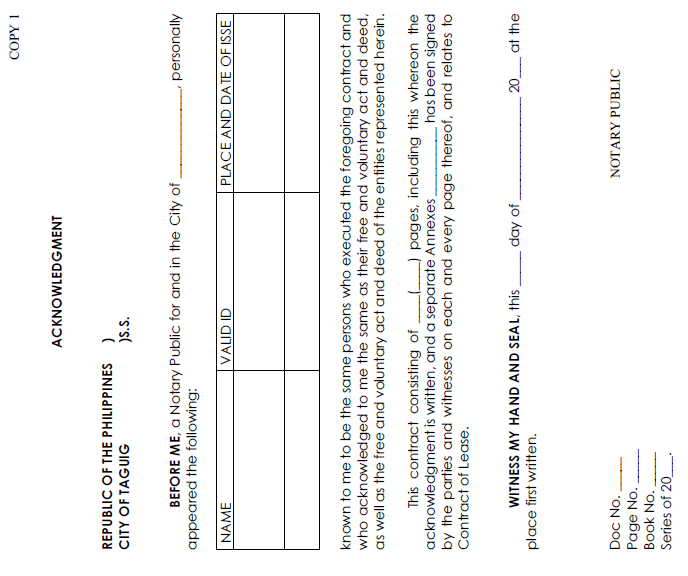 COPY 1
ACKNOWLEDGMENT
REPUBLIC OF THE PHILIPPINES )
CITY OF TAGUIG )S.S.
BEFORE ME, a Notary Public for and in the City of ____________, personally
appeared the following:
NAME VALID ID PLACE AND DATE OF ISSE
known to me to be the same persons who executed the foregoing contract and
who acknowledged to me the same as their free and voluntary act and deed,
as well as the free and voluntary act and deed of the entities represented herein.
This contract consisting of ____(____) pages, including this whereon the
acknowledgment is written, and a separate Annexes ________ has been signed
by the parties and witnesses on each and every page thereof, and relates to
Contract of Lease.
WITNESS MY HAND AND SEAL, this _____ day of _______________ 20___ at the
place first written.
NOTARY PUBLIC
Doc No. _____
Page No. _____
Book No. _____
Series of 20___.